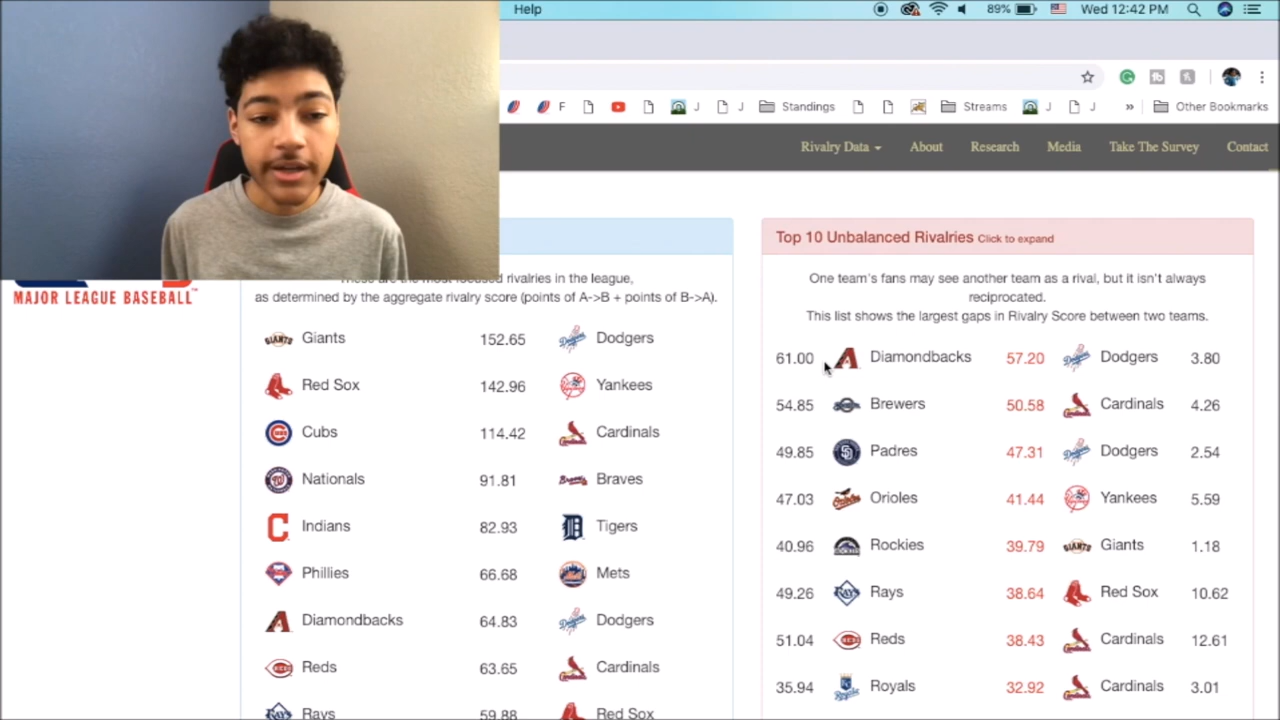 Help
89% Wed 12:42 PM
F J J Standings Streams J J » Other Bookmarks
Rivalry Data About Research Media Take The Survey Contact
MAJOR LEAGUE BASEBALL™
rivalries in the league,
as determined by the aggregate rivalry score (points of A->B + points of B->A).
Giants 152.65 Dodgers
Red Sox 142.96 Yankees
Cubs 114.42 Cardinals
Nationals 91.81 Braves
Indians 82.93 Tigers
Phillies 66.68 Mets
Diamondbacks 64.83 Dodgers
Reds 63.65 Cardinals
Rays 59.88 Red Sox
Top 10 Unbalanced Rivalries Click to expand
One team's fans may see another team as a rival, but it isn't always
reciprocated.
This list shows the largest gaps in Rivalry Score between two teams.
61.00 Diamondbacks 57.20 Dodgers 3.80
54.85 Brewers 50.58 Cardinals 4.26
49.85 Padres 47.31 Dodgers 2.54
47.03 Orioles 41.44 Yankees 5.59
40.96 Rockies 39.79 Giants 1.18
49.26 Rays 38.64 Red Sox 10.62
51.04 Reds 38.43 Cardinals 12.61
35.94 Royals 32.92 Cardinals 3.01